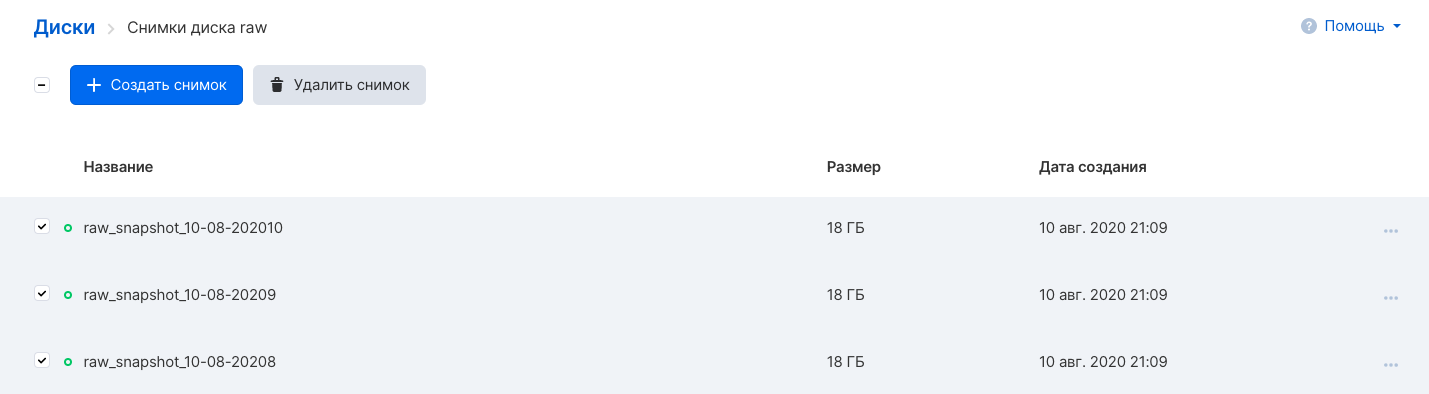 Диски > Снимки диска raw
? Помощь
Создать снимок Удалить снимок
Название Размер Дата создания
raw_snapshot_10-08-202010 18 ГБ 10 авг. 2020 21:09
raw_snapshot_10-08-20209 18 ГБ 10 авг. 2020 21:09
raw_snapshot_10-08-20208 18 ГБ 10 авг. 2020 21:09